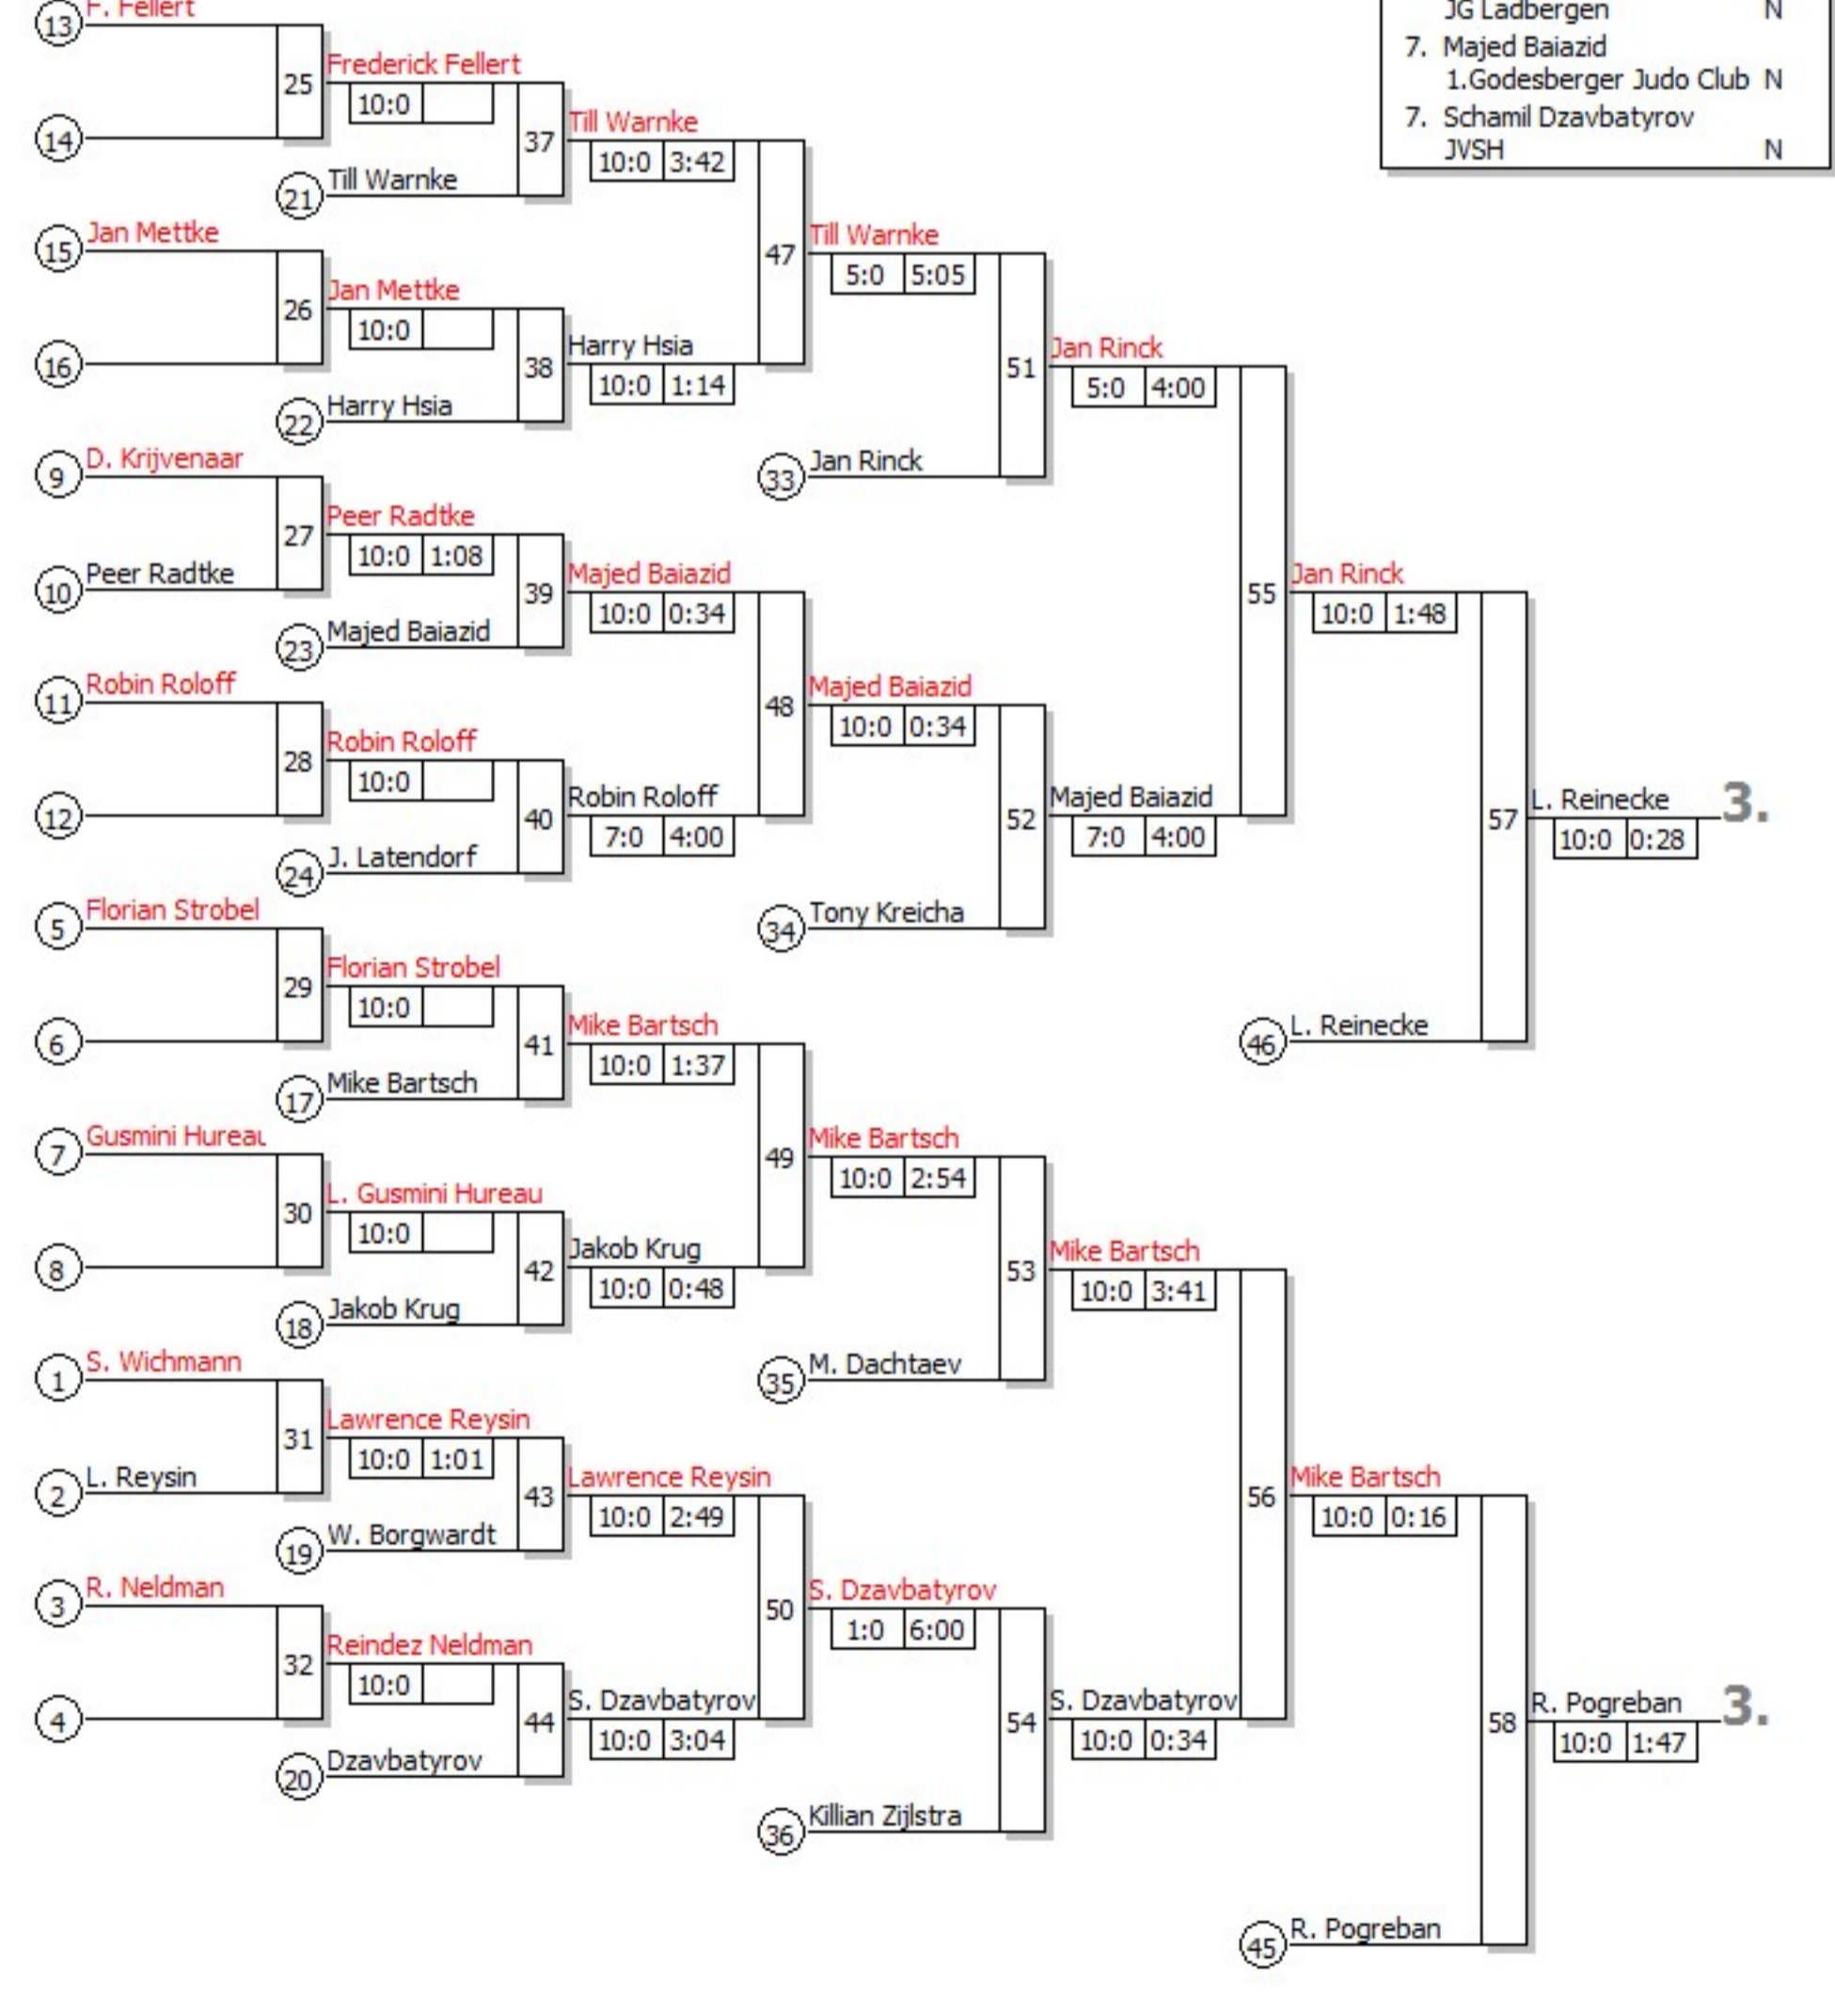 13 F. Fellert
JG Ladbergen N
7. Majed Baiazid
25 Frederick Fellert
1.Godesberger Judo Club N
10:0
7. Schamil Dzavbatyrov
14
37 Till Warnke
JVSH N
10:0 3:42
21 Till Warnke
15 Jan Mettke
47 Till Warnke
5:0 5:05
26 Jan Mettke
10:0
16
38 Harry Hsia
10:0 1:14
51 Jan Rinck
5:0 4:00
22 Harry Hsia
9 D. Krijvenaar
33 Jan Rinck
27 Peer Radtke
10:0 1:08
10 Peer Radtke
39 Majed Baiazid
10:0 0:34
55 Jan Rinck
10:0 1:48
23 Majed Baiazid
11 Robin Roloff
48 Majed Baiazid
10:0 0:34
28 Robin Roloff
10:0
12
40 Robin Roloff
7:0 4:00
52 Majed Baiazid
7:0 4:00
57 L. Reinecke 3.
10:0 0:28
24 J. Latendorf
5 Florian Strobel
34 Tony Kreicha
29 Florian Strobel
10:0
6
41 Mike Bartsch
10:0 1:37
46 L. Reinecke
17 Mike Bartsch
7 Gusmini Hureau
49 Mike Bartsch
10:0 2:54
30 L. Gusmini Hureau
10:0
8
42 Jakob Krug
10:0 0:48
53 Mike Bartsch
10:0 3:41
18 Jakob Krug
1 S. Wichmann
35 M. Dachtaev
31 Lawrence Reysin
10:0 1:01
2 L. Reysin
43 Lawrence Reysin
10:0 2:49
56 Mike Bartsch
10:0 0:16
19 W. Borgwardt
3 R. Neldman
50 S. Dzavbatyrov
1:0 6:00
32 Reindez Neldman
10:0
4
44 S. Dzavbatyrov
10:0 3:04
54 S. Dzavbatyrov
10:0 0:34
58 R. Pogreban 3.
10:0 1:47
20 Dzavbatyrov
36 Killian Zijlstra
45 R. Pogreban